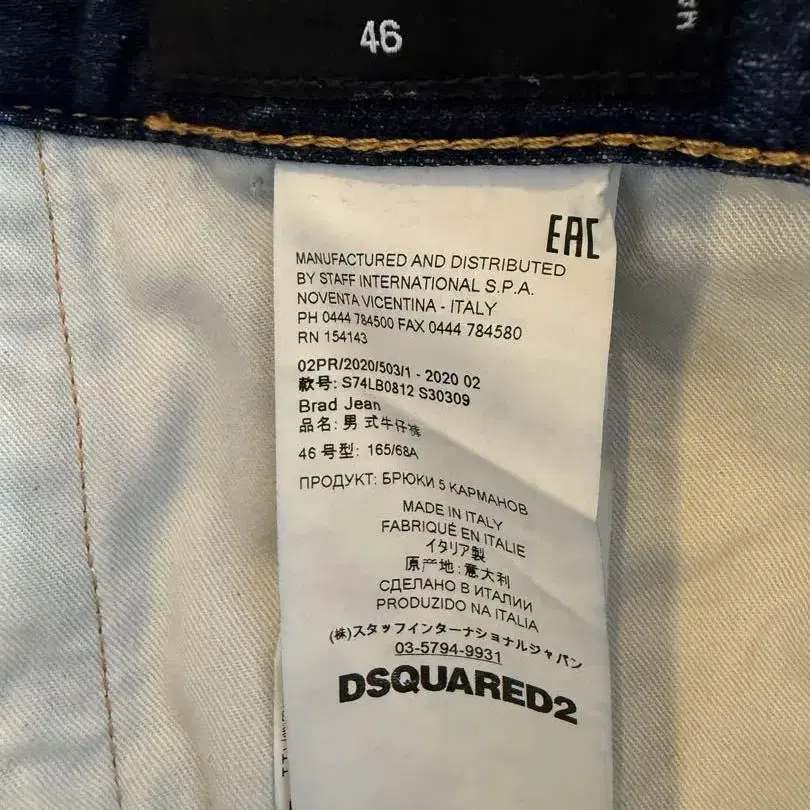 46
EAC
MANUFACTURED AND DISTRIBUTED
BY STAFF INTERNATIONAL S.P.A.
NOVENTA VICENTINA - ITALY
PH 0444 784500 FAX 0444 784580
RN 154143
02PR/2020/503/1 - 2020 02
款号: S74LB0812 S30309
Brad Jean
品名: 男 式牛仔裤
46 号型: 165/68A
ПРОДУКТ: БРЮКИ 5 КАРМАНОВ
MADE IN ITALY
FABRIQUÉ EN ITALIE
イタリア製
原产地: 意大利
СДЕЛАНО В ИТАЛИИ
PRODUZIDO NA ITALIA
(株)スタッフインターナショナルジャパン
03-5794-9931
DSQUARED2